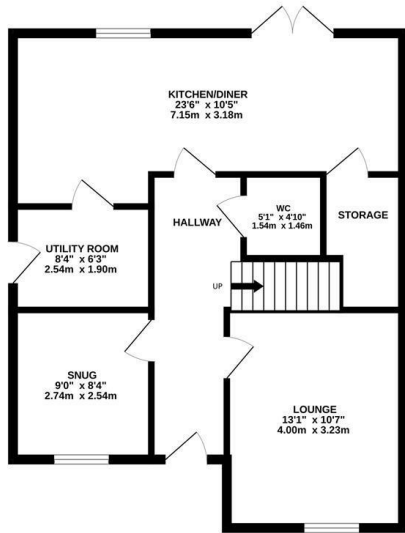 KITCHEN/DINER
23'6" x 10'5"
7.15m x 3.18m
WC
5'1" x 4'10"
1.54m x 1.46m
STORAGE
HALLWAY
UTILITY ROOM
8'4" x 6'3"
2.54m x 1.90m
UP
SNUG
9'0" x 8'4"
2.74m x 2.54m
LOUNGE
13'1" x 10'7"
4.00m x 3.23m